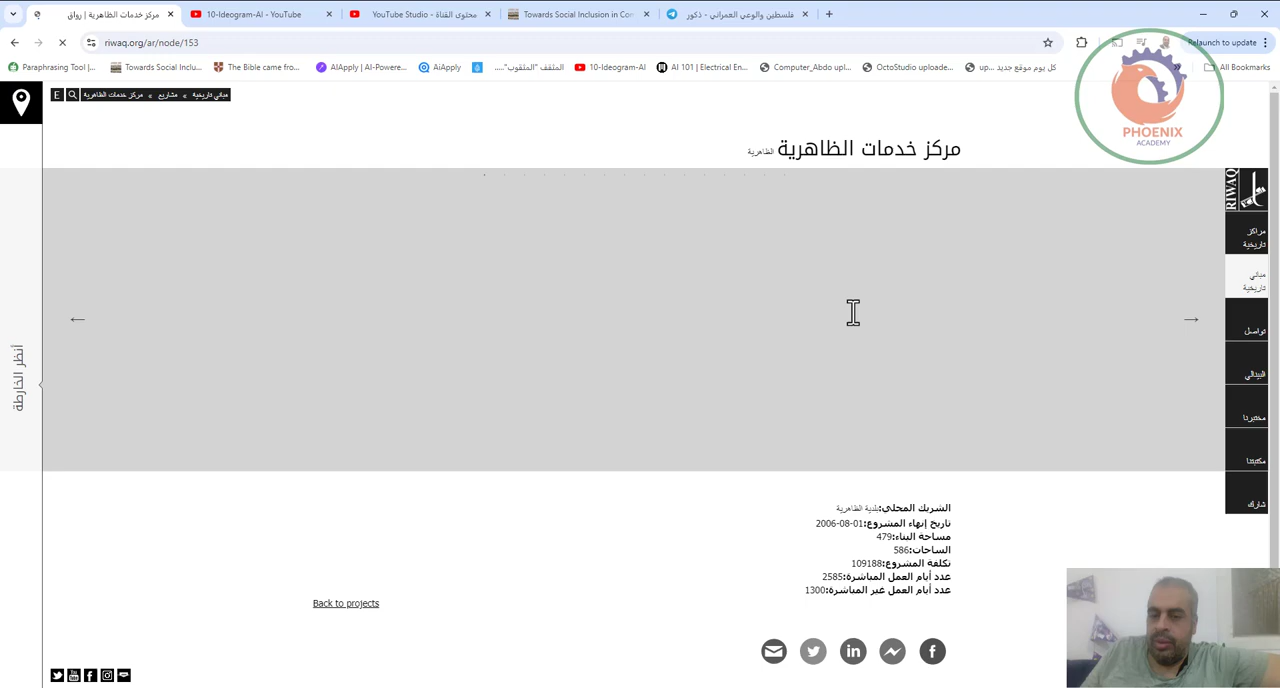 مركز خدمات الظاهرية | رواق
10-Ideogram-AI - YouTube
YouTube Studio - محتوى القناة
Towards Social Inclusion in Con
فلسطين والوعي العمراني - ذكور
riwaq.org/ar/node/153
Relaunch to update
Paraphrasing Tool |...
Towards Social Inclu...
The Bible came fro...
AIApply | AI-Powere...
AiApply
المثقف "المثقوب"،....
10-Ideogram-AI
AI 101 | Electrical En...
Computer_Abdo upl...
OctoStudio uploade...
كل يوم موقع جديد up...
All Bookmarks
PHOENIX
ACADEMY
E
مباني تاريخية » مشاريع » مركز خدمات الظاهرية
مركز خدمات الظاهرية الظاهرية
RIWAQ
مراكز
تاريخية
مباني
تاريخية
تواصل
البينالي
مختبرنا
مكتبتنا
شارك
أنظر الخارطة
الشريك المحلي:بلدية الظاهرية
تاريخ إنهاء المشروع:01-08-2006
مساحة البناء:479
الساحات:586
تكلفة المشروع:109188
عدد أيام العمل المباشرة:2585
عدد أيام العمل غير المباشرة:1300
Back to projects